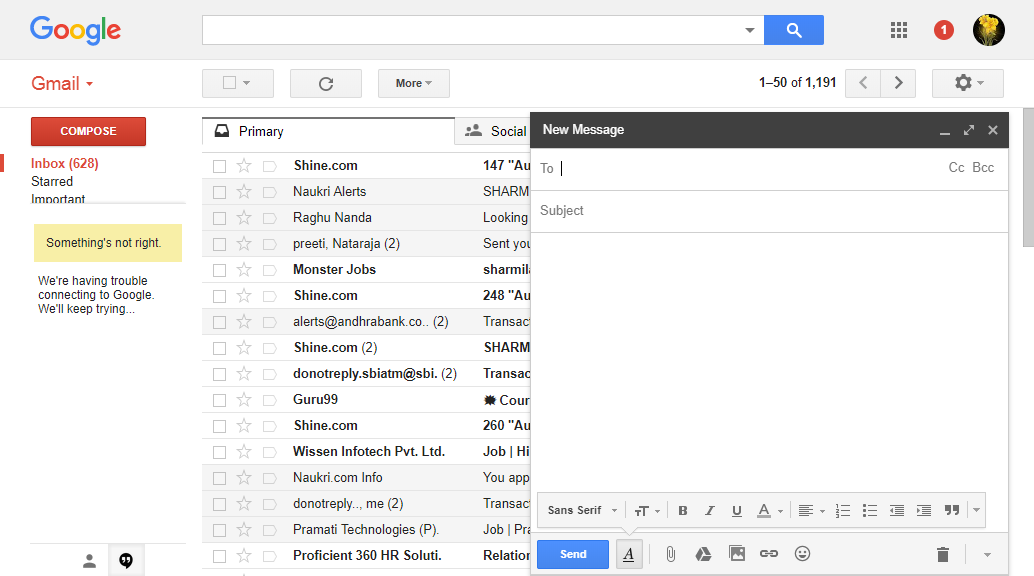 Google
1
Gmail
More
1–50 of 1,191
COMPOSE
Inbox (628)
Starred
Important
Something's not right.
We're having trouble
connecting to Google.
We'll keep trying...
Primary
Social
Shine.com 147 "Au
Naukri Alerts SHARM
Raghu Nanda Looking
preeti, Nataraja (2) Sent you
Monster Jobs sharmila
Shine.com 248 "Au
alerts@andhrabank.co.. (2) Transac
Shine.com (2) SHARM
donotreply.sbiatm@sbi. (2) Transac
Guru99 Cour
Shine.com 260 "Au
Wissen Infotech Pvt. Ltd. Job | Hi
Naukri.com Info You app
donotreply.., me (2) Transac
Pramati Technologies (P). Job | Pra
Proficient 360 HR Soluti. Relation
New Message
To Cc Bcc
Subject
Sans Serif
Send